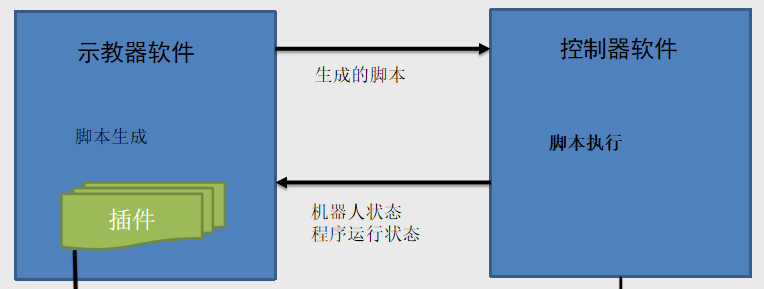 示教器软件
控制器软件
生成的脚本
脚本生成
脚本执行
插件
机器人状态
程序运行状态